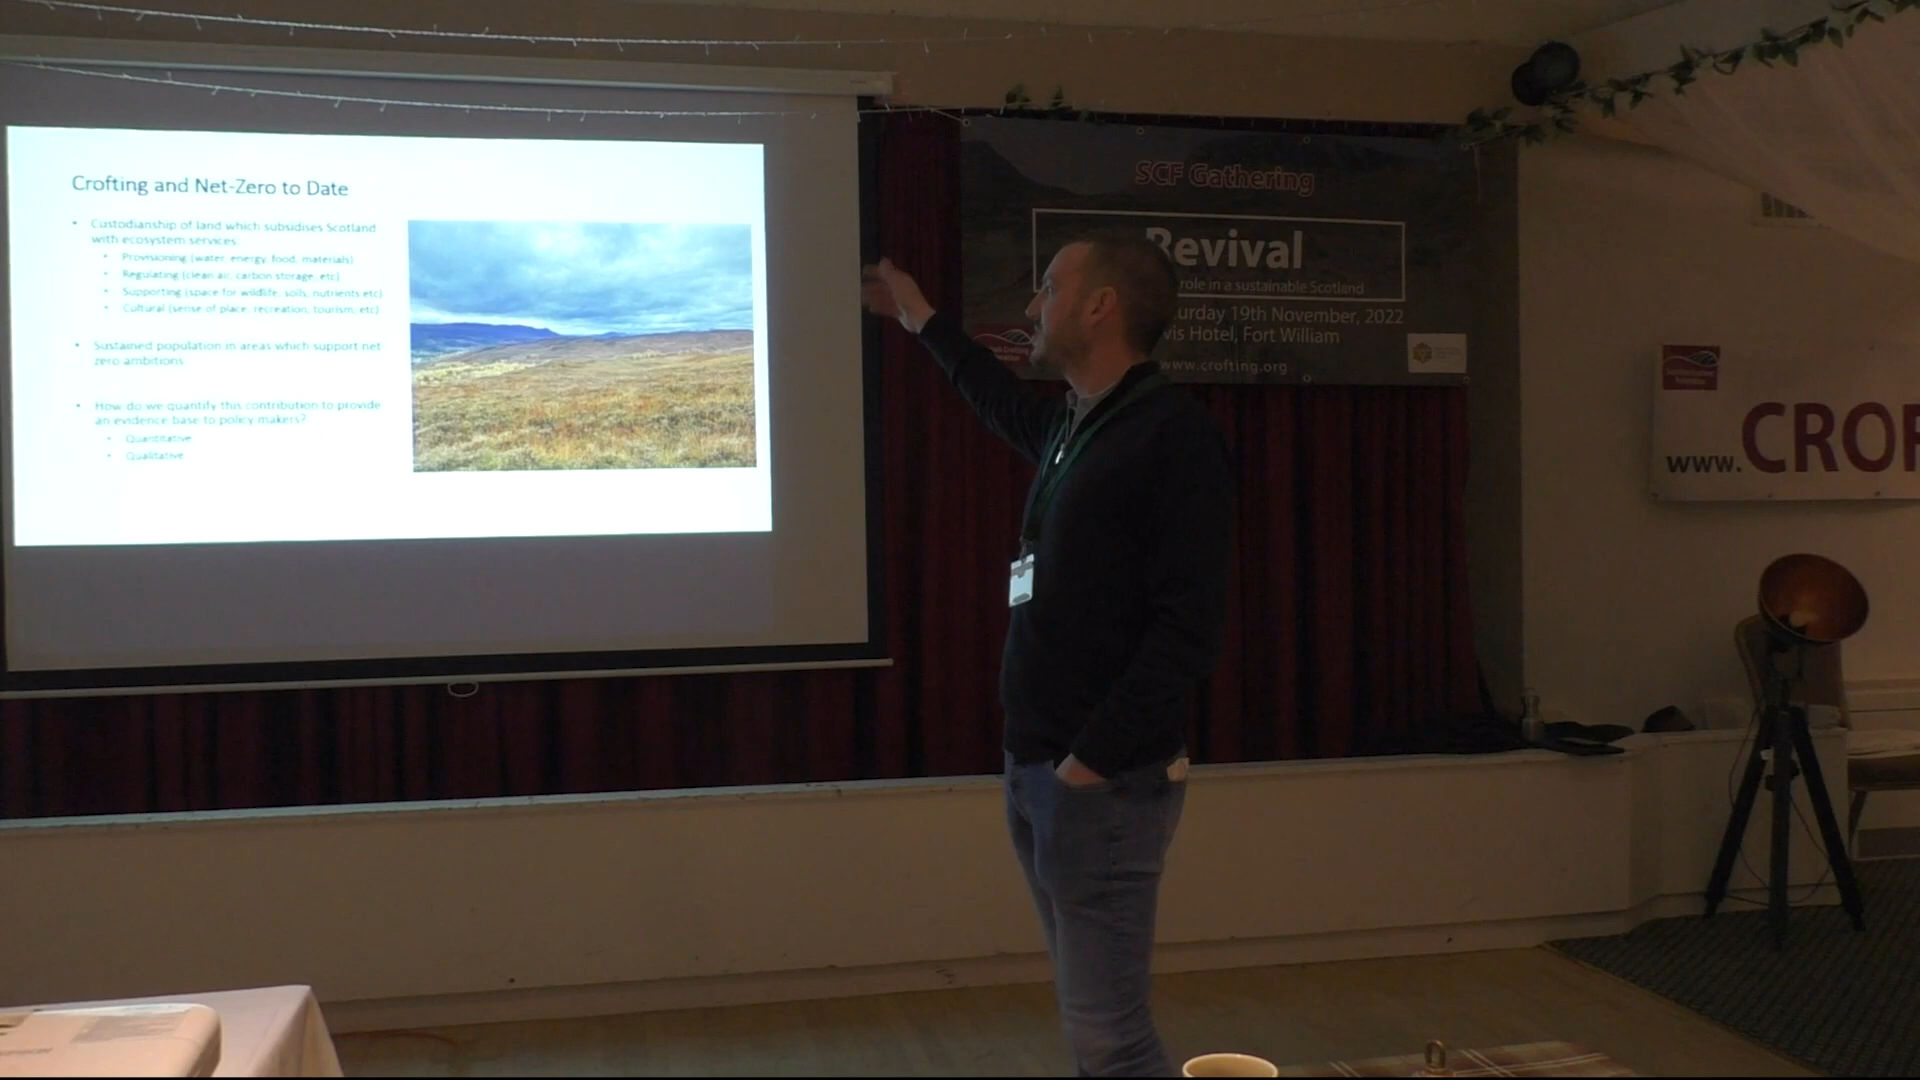 Crofting and Net-Zero to Date
• Custodianship of land which subsidises Scotland
with ecosystem services:
• Provisioning (water, energy, food, materials)
• Regulating (clean air, carbon storage, etc)
• Supporting (space for wildlife, soils, nutrients etc)
• Cultural (sense of place, recreation, tourism, etc)
• Sustained population in areas which support net
zero ambitions
• How do we quantify this contribution to provide
an evidence base to policy makers?
• Quantitative
• Qualitative
SCF Gathering
Revival
role in a sustainable Scotland
urday 19th November, 2022
vis Hotel, Fort William
www.crofting.org
www.CROF